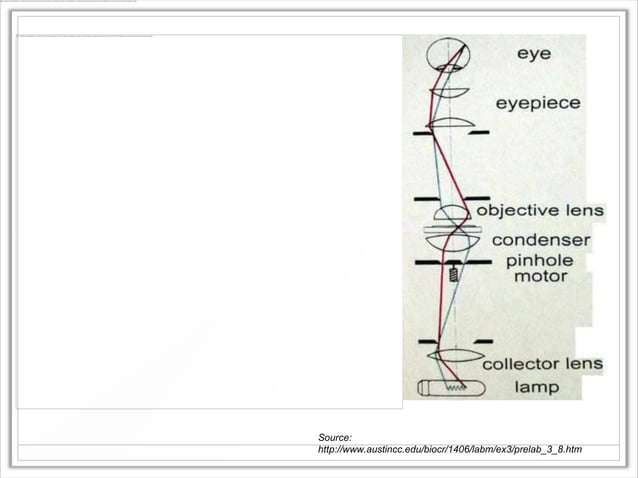 eye
eyepiece
objective lens
condenser
pinhole
motor
collector lens
lamp
Source:
http://www.austincc.edu/biocr/1406/labm/ex3/prelab_3_8.htm